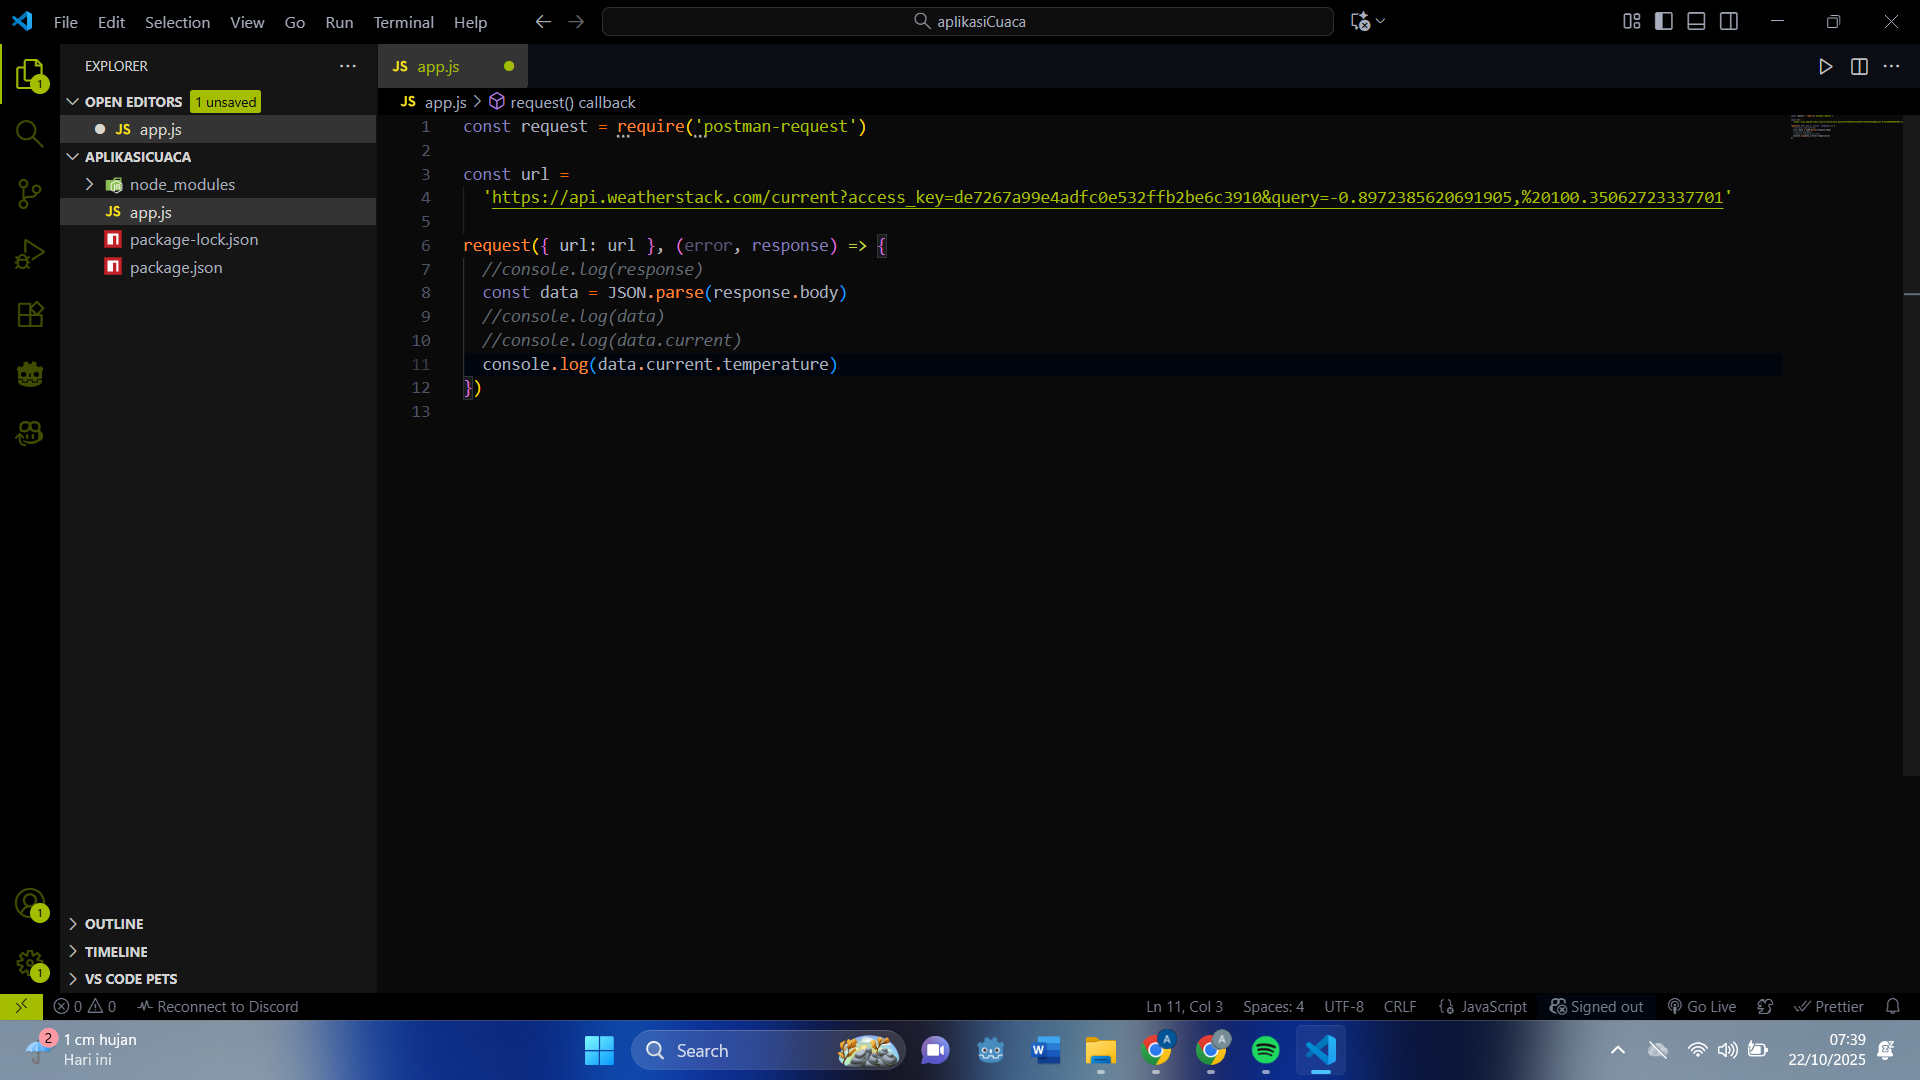 File Edit Selection View Go Run Terminal Help
aplikasiCuaca
EXPLORER
JS app.js
OPEN EDITORS 1 unsaved
JS app.js
APLIKASICUACA
node_modules
JS app.js
package-lock.json
package.json
JS app.js > request() callback
1 const request = require('postman-request')
2
3 const url =
4 'https://api.weatherstack.com/current?access_key=de7267a99e4adfc0e532ffb2be6c3910&query=-0.8972385620691905,%20100.35062723337701'
5
6 request({ url: url }, (error, response) => {
7 //console.log(response)
8 const data = JSON.parse(response.body)
9 //console.log(data)
10 //console.log(data.current)
11 console.log(data.current.temperature)
12 })
13
1
1
1
OUTLINE
TIMELINE
VS CODE PETS
0 0 Reconnect to Discord
Ln 11, Col 3 Spaces: 4 UTF-8 CRLF {} JavaScript Signed out Go Live Prettier
2
1 cm hujan
Hari ini
Search
W
A
A
07:39
22/10/2025